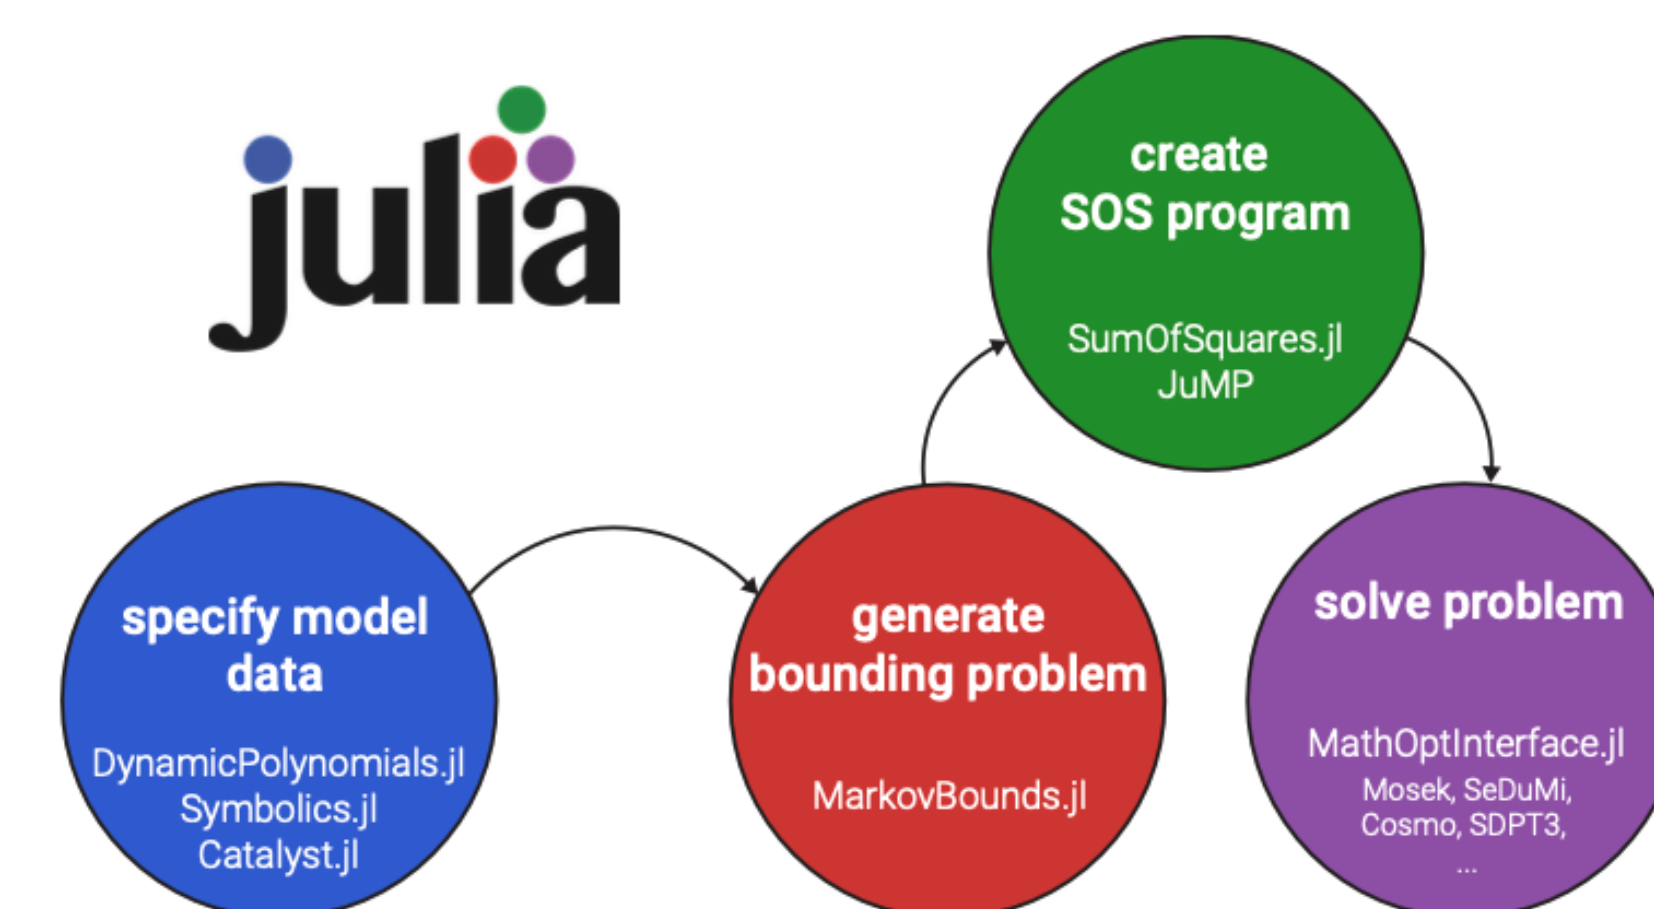 julia
create
SOS program
SumOfSquares.jl
JuMP
specify model
data
DynamicPolynomials.jl
Symbolics.jl
Catalyst.jl
generate
bounding problem
MarkovBounds.jl
solve problem
MathOptInterface.jl
Mosek, SeDuMi,
Cosmo, SDPT3,
...